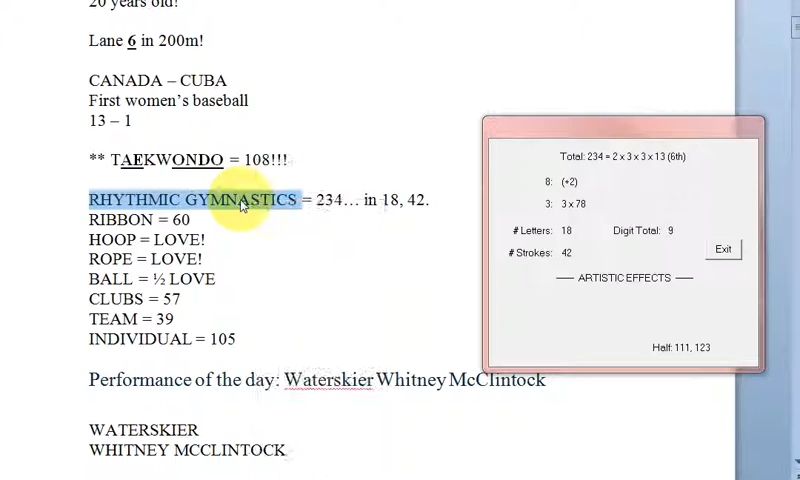 20 years old!
Lane 6 in 200m!
CANADA – CUBA
First women's baseball
13 – 1
** TAEKWONDO = 108!!!
RHYTHMIC GYMNASTICS = 234… in 18, 42.
RIBBON = 60
HOOP = LOVE!
ROPE = LOVE!
BALL = ½ LOVE
CLUBS = 57
TEAM = 39
INDIVIDUAL = 105
Performance of the day: Waterskier Whitney McClintock
WATERSKIER
WHITNEY MCCLINTOCK
Total: 234 = 2 x 3 x 3 x 13 (6th)
8: (+2)
3: 3 x 78
# Letters: 18 Digit Total: 9
# Strokes: 42
Exit
—— ARTISTIC EFFECTS ——
Half: 111, 123